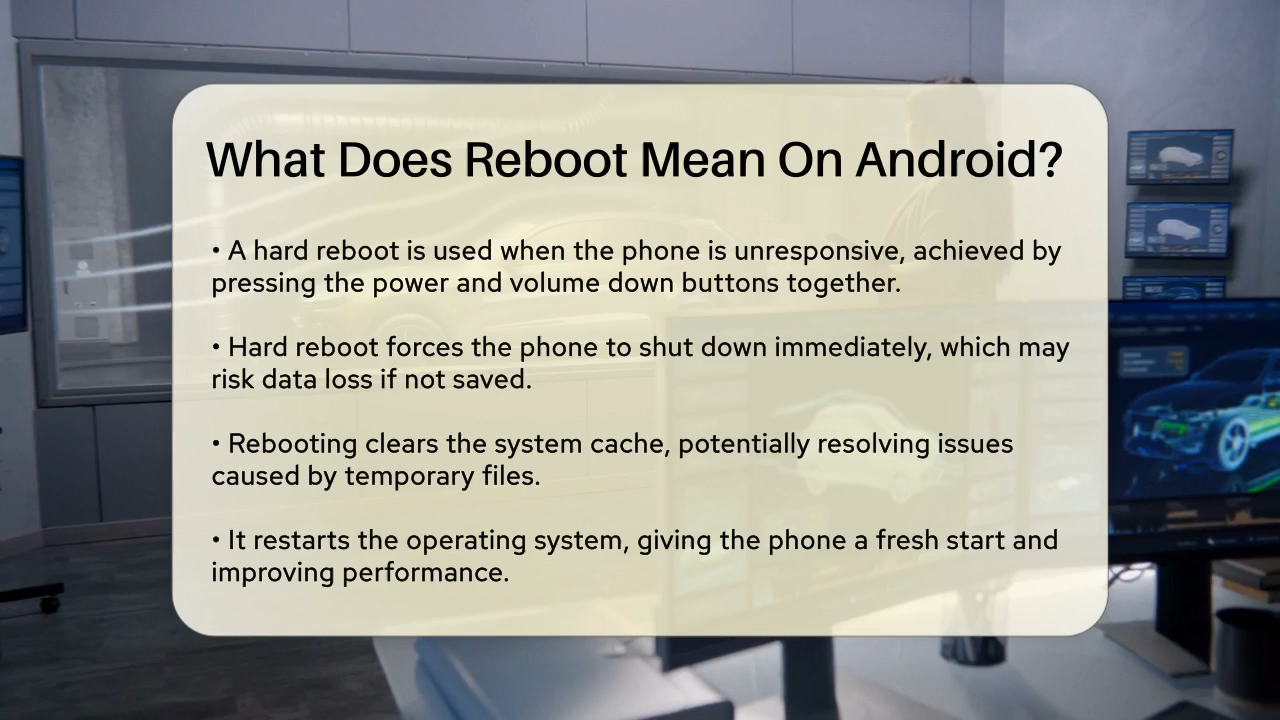 What Does Reboot Mean On Android?
• A hard reboot is used when the phone is unresponsive, achieved by
pressing the power and volume down buttons together.
• Hard reboot forces the phone to shut down immediately, which may
risk data loss if not saved.
• Rebooting clears the system cache, potentially resolving issues
caused by temporary files.
• It restarts the operating system, giving the phone a fresh start and
improving performance.